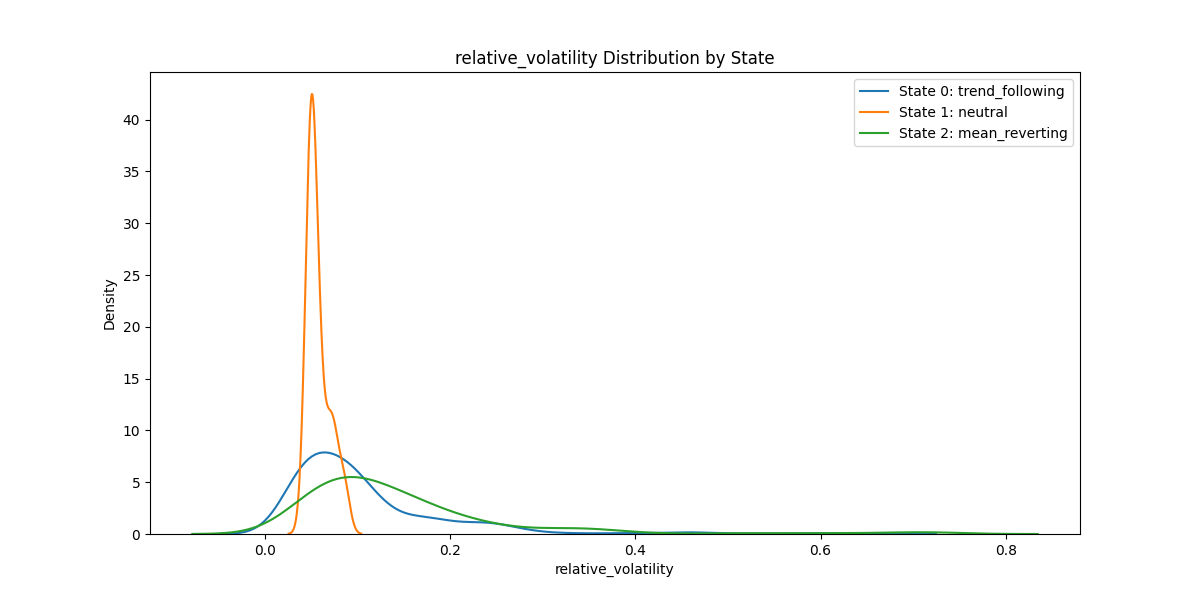 relative_volatility Distribution by State
State 0: trend_following
State 1: neutral
State 2: mean_reverting
Density
40
35
30
25
20
15
10
5
0
0.0 0.2 0.4 0.6 0.8
relative_volatility